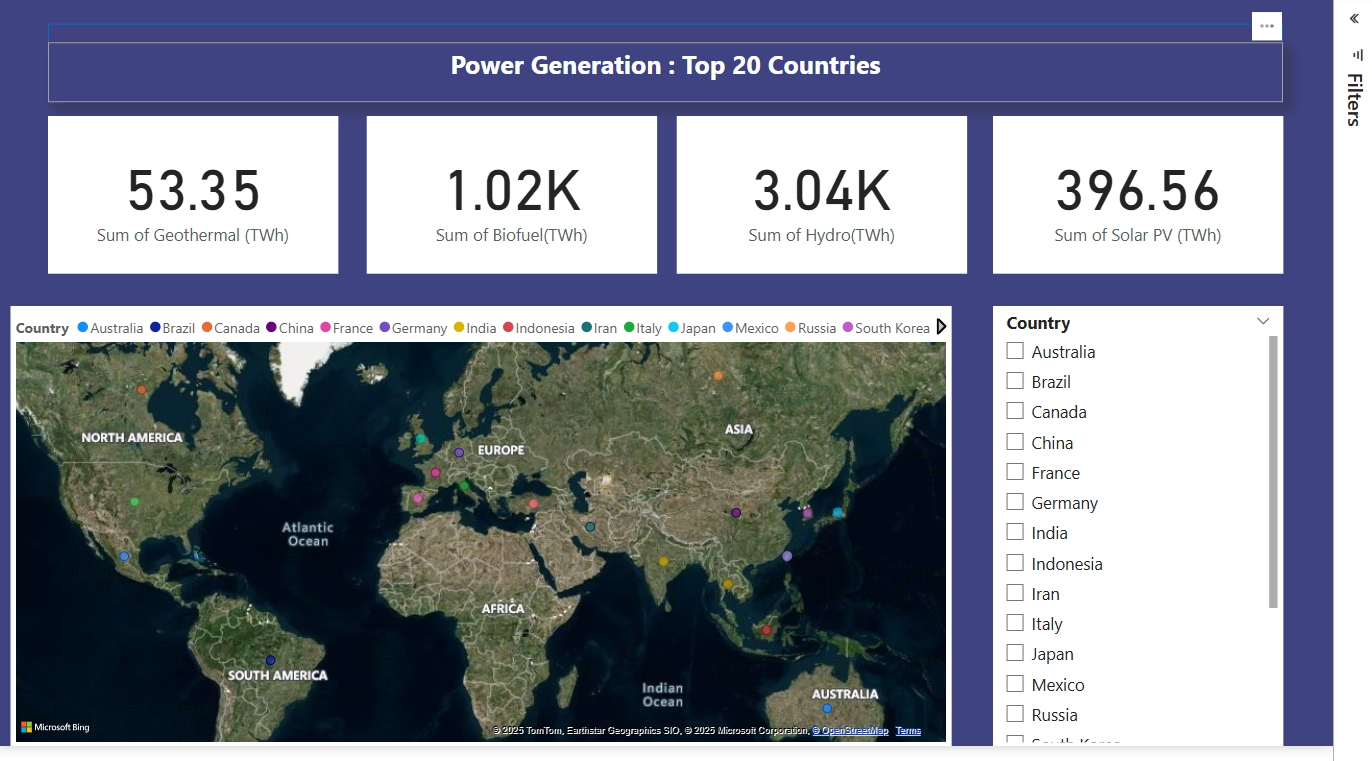 Power Generation : Top 20 Countries
Filters
53.35
Sum of Geothermal (TWh)
1.02K
Sum of Biofuel(TWh)
3.04K
Sum of Hydro(TWh)
396.56
Sum of Solar PV (TWh)
Country Australia Brazil Canada China France Germany India Indonesia Iran Italy Japan Mexico Russia South Korea
NORTH AMERICA
EUROPE
ASIA
Atlantic
Ocean
AFRICA
SOUTH AMERICA
Indian
Ocean
AUSTRALIA
Microsoft Bing
© 2025 TomTom, Earthstar Geographics SIO, © 2025 Microsoft Corporation, © OpenStreetMap Terms
Country
Australia
Brazil
Canada
China
France
Germany
India
Indonesia
Iran
Italy
Japan
Mexico
Russia
South Korea